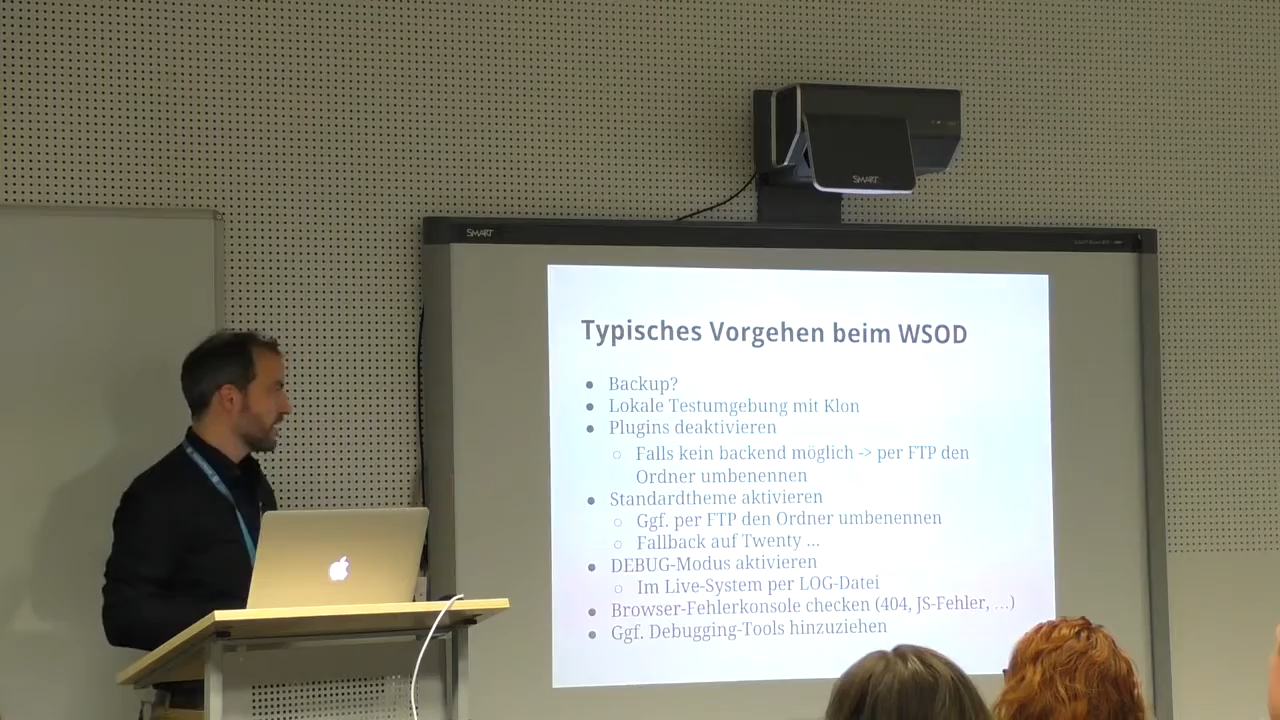 SMART
SMART
Typisches Vorgehen beim WSOD
● Backup?
● Lokale Testumgebung mit Klon
● Plugins deaktivieren
○ Falls kein backend möglich -> per FTP den
Ordner umbenennen
● Standardtheme aktivieren
○ Ggf. per FTP den Ordner umbenennen
○ Fallback auf Twenty ...
● DEBUG-Modus aktivieren
○ Im Live-System per LOG-Datei
● Browser-Fehlerkonsole checken (404, JS-Fehler, ...)
● Ggf. Debugging-Tools hinzuziehen